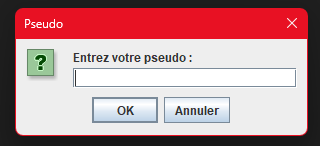 Pseudo
Entrez votre pseudo :
?
OK
Annuler